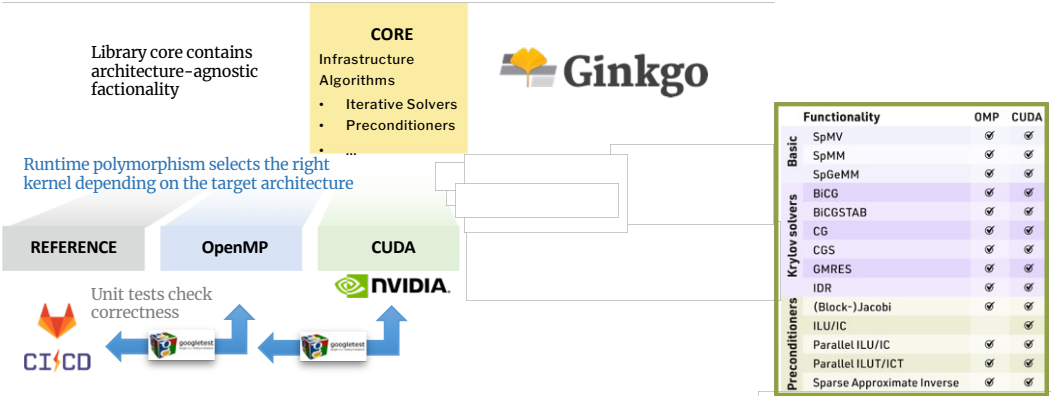 CORE
Library core contains
architecture-agnostic
factionality
Infrastructure
Algorithms
• Iterative Solvers
• Preconditioners
• ...
Ginkgo
Runtime polymorphism selects the right
kernel depending on the target architecture
REFERENCE
OpenMP
CUDA
NVIDIA.
Unit tests check
correctness
CI/CD
googletest
googletest
Functionality OMP CUDA
Basic
SpMV
SpMM
SpGeMM
Krylov solvers
BiCG
BiCGSTAB
CG
CGS
GMRES
IDR
Preconditioners
(Block-)Jacobi
ILU/IC
Parallel ILU/IC
Parallel ILUT/ICT
Sparse Approximate Inverse